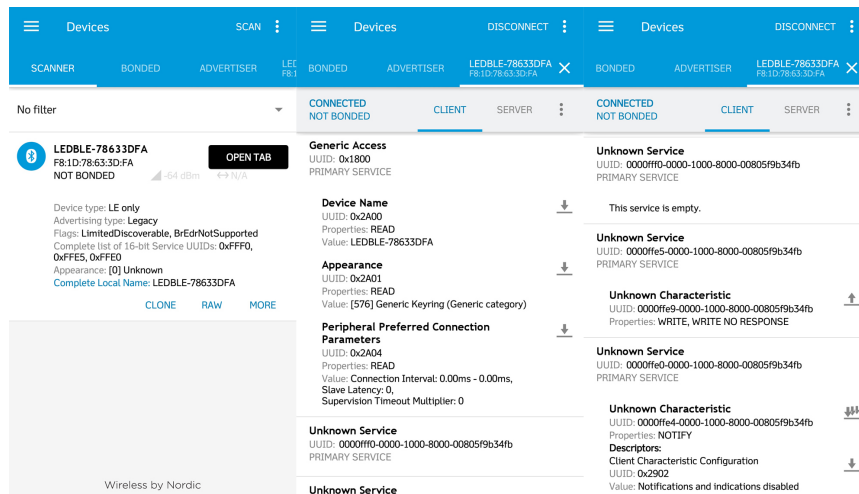 Devices
SCAN
SCANNER
BONDED
ADVERTISER
LED
F8:1
No filter
LEDBLE-78633DFA
F8:1D:78:63:3D:FA
NOT BONDED
-64 dBm
N/A
OPEN TAB
Device type: LE only
Advertising type: Legacy
Flags: LimitedDiscoverable, BrEdrNotSupported
Complete list of 16-bit Service UUIDs: 0xFFF0,
0xFFE5, 0xFFE0
Appearance: [0] Unknown
Complete Local Name: LEDBLE-78633DFA
CLONE
RAW
MORE
Wireless by Nordic
Devices
DISCONNECT
BONDED
ADVERTISER
LEDBLE-78633DFA
F8:1D:78:63:3D:FA
CONNECTED
NOT BONDED
CLIENT
SERVER
Generic Access
UUID: 0x1800
PRIMARY SERVICE
Device Name
UUID: 0x2A00
Properties: READ
Value: LEDBLE-78633DFA
Appearance
UUID: 0x2A01
Properties: READ
Value: [576] Generic Keyring (Generic category)
Peripheral Preferred Connection
Parameters
UUID: 0x2A04
Properties: READ
Value: Connection Interval: 0.00ms - 0.00ms,
Slave Latency: 0,
Supervision Timeout Multiplier: 0
Unknown Service
UUID: 0000fff0-0000-1000-8000-00805f9b34fb
PRIMARY SERVICE
Unknown Service
Devices
DISCONNECT
BONDED
ADVERTISER
LEDBLE-78633DFA
F8:1D:78:63:3D:FA
CONNECTED
NOT BONDED
CLIENT
SERVER
Unknown Service
UUID: 0000fff0-0000-1000-8000-00805f9b34fb
PRIMARY SERVICE
This service is empty.
Unknown Service
UUID: 0000ffe5-0000-1000-8000-00805f9b34fb
PRIMARY SERVICE
Unknown Characteristic
UUID: 0000ffe9-0000-1000-8000-00805f9b34fb
Properties: WRITE, WRITE NO RESPONSE
Unknown Service
UUID: 0000ffe0-0000-1000-8000-00805f9b34fb
PRIMARY SERVICE
Unknown Characteristic
UUID: 0000ffe4-0000-1000-8000-00805f9b34fb
Properties: NOTIFY
Descriptors:
Client Characteristic Configuration
UUID: 0x2902
Value: Notifications and indications disabled